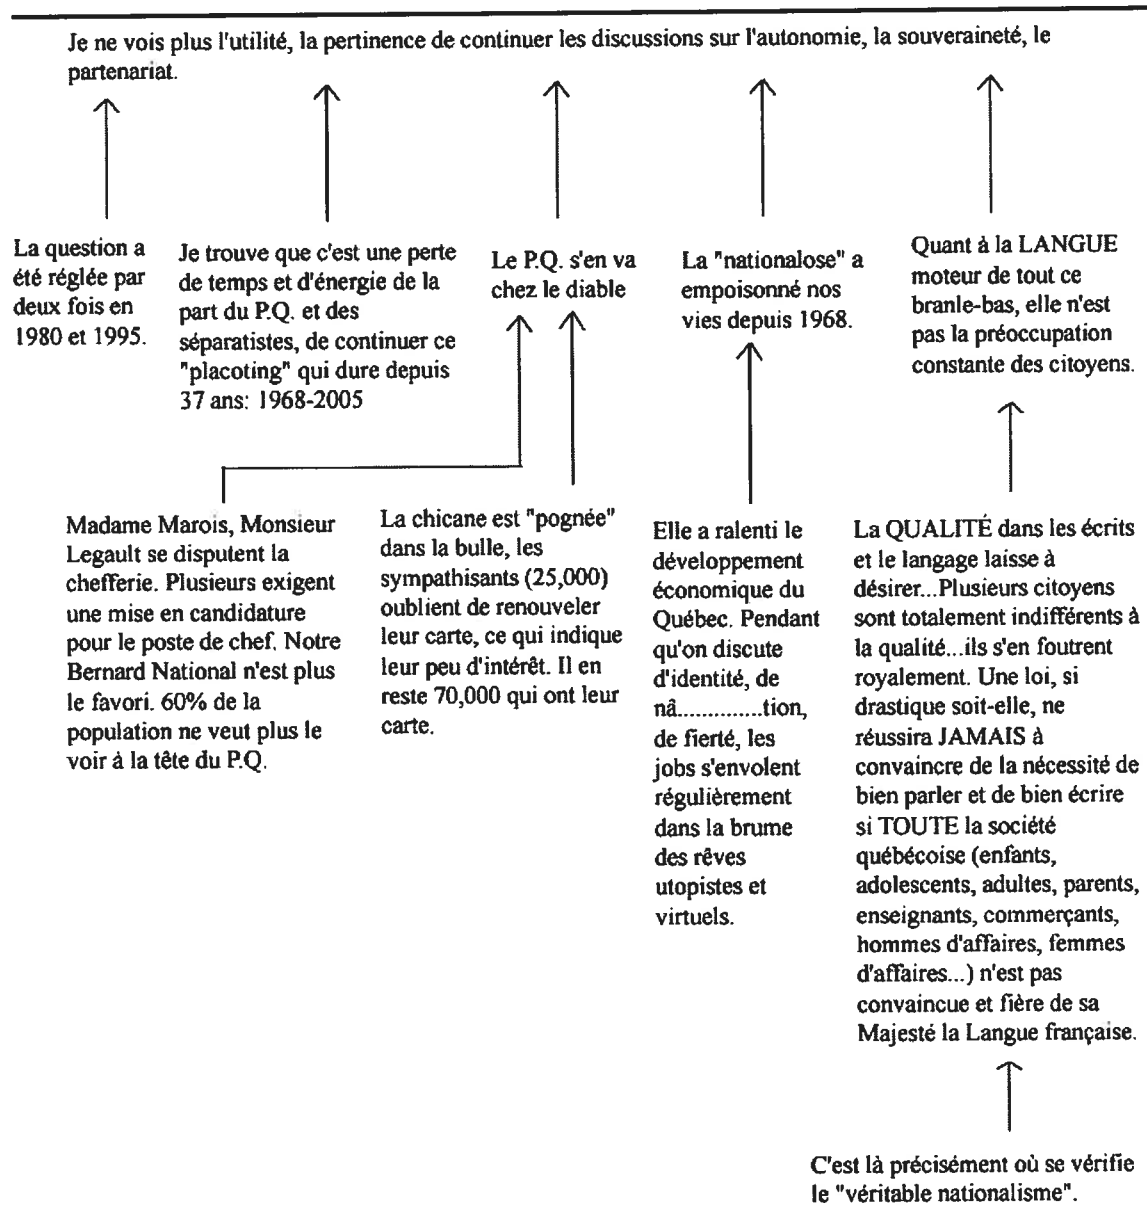 Je ne vois plus l'utilité, la pertinence de continuer les discussions sur l'autonomie, la souveraineté, le
partenariat.
La question a
été réglée par
deux fois en
1980 et 1995.
Je trouve que c'est une perte
de temps et d'énergie de la
part du P.Q. et des
séparatistes, de continuer ce
"placoting" qui dure depuis
37 ans: 1968-2005
Le P.Q. s'en va
chez le diable
La "nationalose" a
empoisonné nos
vies depuis 1968.
Quant à la LANGUE
moteur de tout ce
branle-bas, elle n'est
pas la préoccupation
constante des citoyens.
Madame Marois, Monsieur
Legault se disputent la
chefferie. Plusieurs exigent
une mise en candidature
pour le poste de chef. Notre
Bernard National n'est plus
le favori. 60% de la
population ne veut plus le
voir à la tête du P.Q.
La chicane est "pognée"
dans la bulle, les
sympathisants (25,000)
oublient de renouveler
leur carte, ce qui indique
leur peu d'intérêt. Il en
reste 70,000 qui ont leur
carte.
Elle a ralenti le
développement
économique du
Québec. Pendant
qu'on discute
d'identité, de
nâ..............tion,
de fierté, les
jobs s'envolent
régulièrement
dans la brume
des rêves
utopistes et
virtuels.
La QUALITÉ dans les écrits
et le langage laisse à
désirer...Plusieurs citoyens
sont totalement indifférents à
la qualité...ils s'en foutrent
royalement. Une loi, si
drastique soit-elle, ne
réussira JAMAIS à
convaincre de la nécessité de
bien parler et de bien écrire
si TOUTE la société
québécoise (enfants,
adolescents, adultes, parents,
enseignants, commerçants,
hommes d'affaires, femmes
d'affaires...) n'est pas
convaincue et fière de sa
Majesté la Langue française.
C'est là précisément où se vérifie
le "véritable nationalisme".